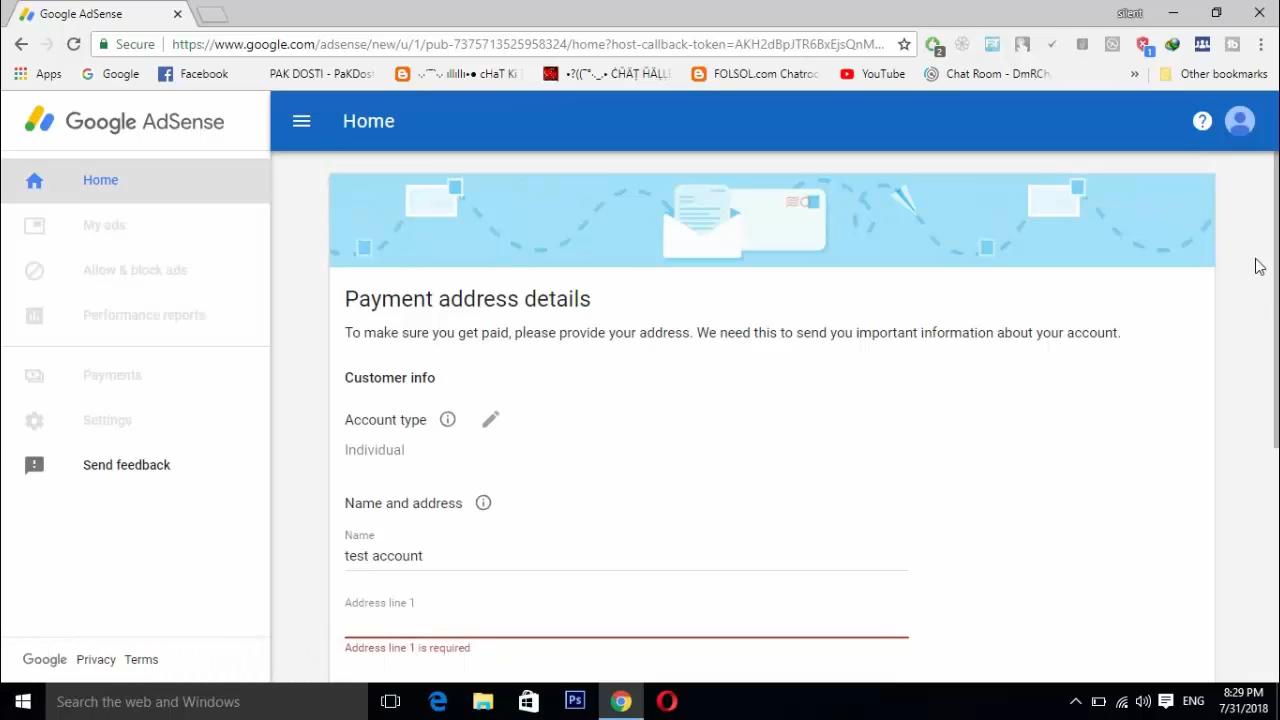 Google AdSense
silent
Secure
https://www.google.com/adsense/new/u/1/pub-7375713525958324/home?host-callback-token=AKH2dBpJTR6BxEjsQnM...
2
1
Apps
Google
Facebook
PAK DOSTI - PaKDos
FOLSOL.com Chatroc
YouTube
Chat Room - DmRCh
»
Other bookmarks
Google AdSense
Home
Home
My ads
Allow & block ads
Performance reports
Payments
Settings
Send feedback
Payment address details
To make sure you get paid, please provide your address. We need this to send you important information about your account.
Customer info
Account type
Individual
Name and address
Name
test account
Address line 1
Address line 1 is required
Google Privacy Terms
Search the web and Windows
Ps
ENG
8:29 PM
7/31/2018